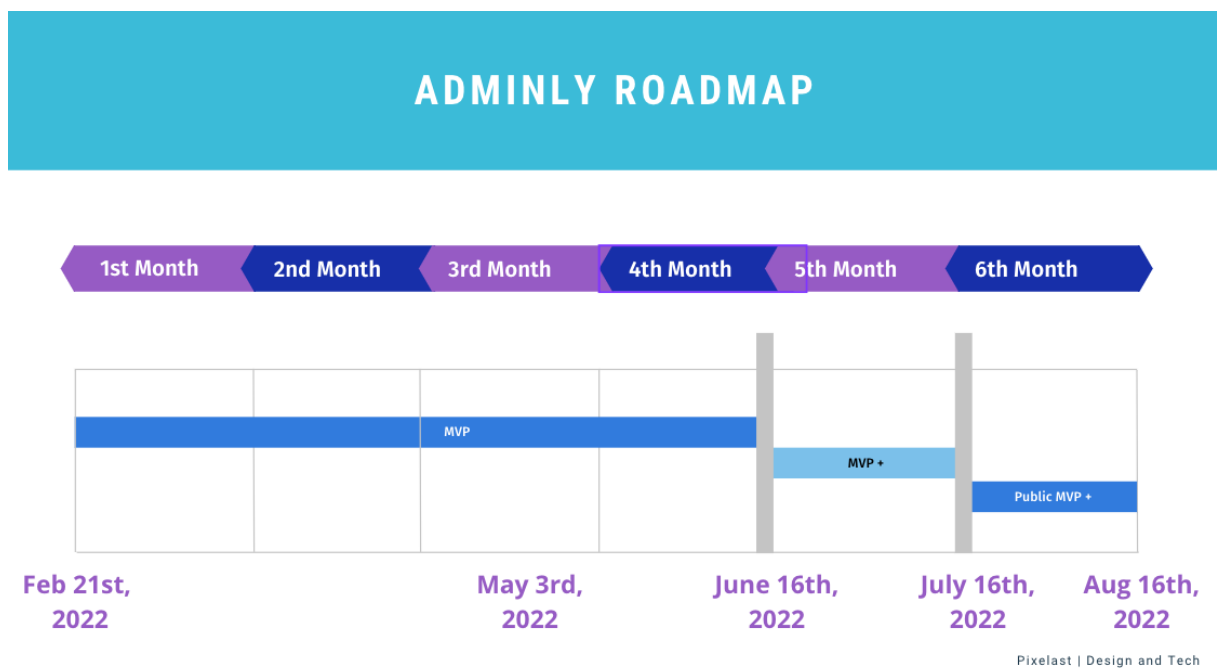 ADMINLY ROADMAP
1st Month
2nd Month
3rd Month
4th Month
5th Month
6th Month
MVP
MVP +
Public MVP +
Feb 21st,
2022
May 3rd,
2022
June 16th,
2022
July 16th,
2022
Aug 16th,
2022
Pixelast | Design and Tech